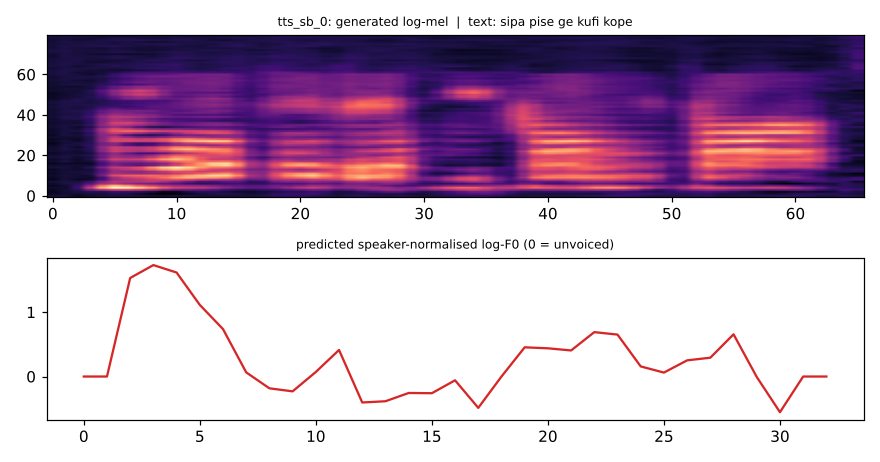 tts_sb_0: generated log-mel | text: sipa pise ge kufi kope
60
40
20
0
0 10 20 30 40 50 60
predicted speaker-normalised log-F0 (0 = unvoiced)
1
0
0 5 10 15 20 25 30